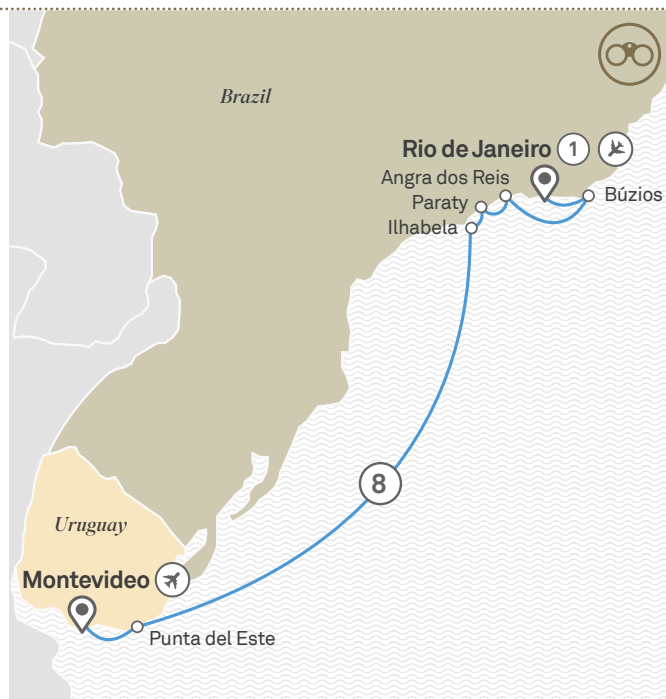 Brazil
Rio de Janeiro 1
Angra dos Reis
Paraty
Búzios
Ilhabela
8
Uruguay
Montevideo
Punta del Este